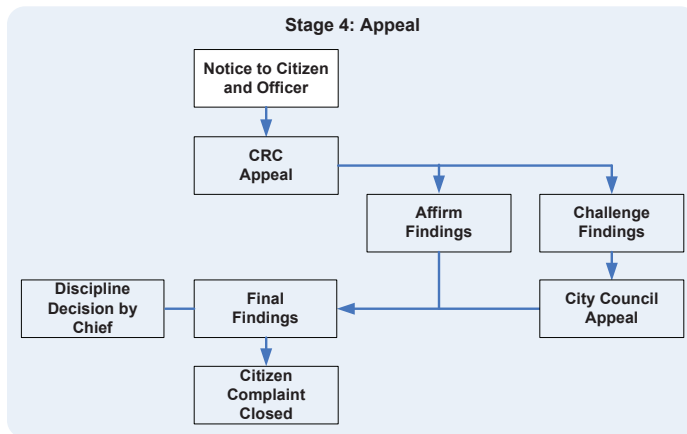 Stage 4: Appeal
Notice to Citizen
and Officer
CRC
Appeal
Affirm
Findings
Challenge
Findings
Discipline
Decision by
Chief
Final
Findings
City Council
Appeal
Citizen
Complaint
Closed